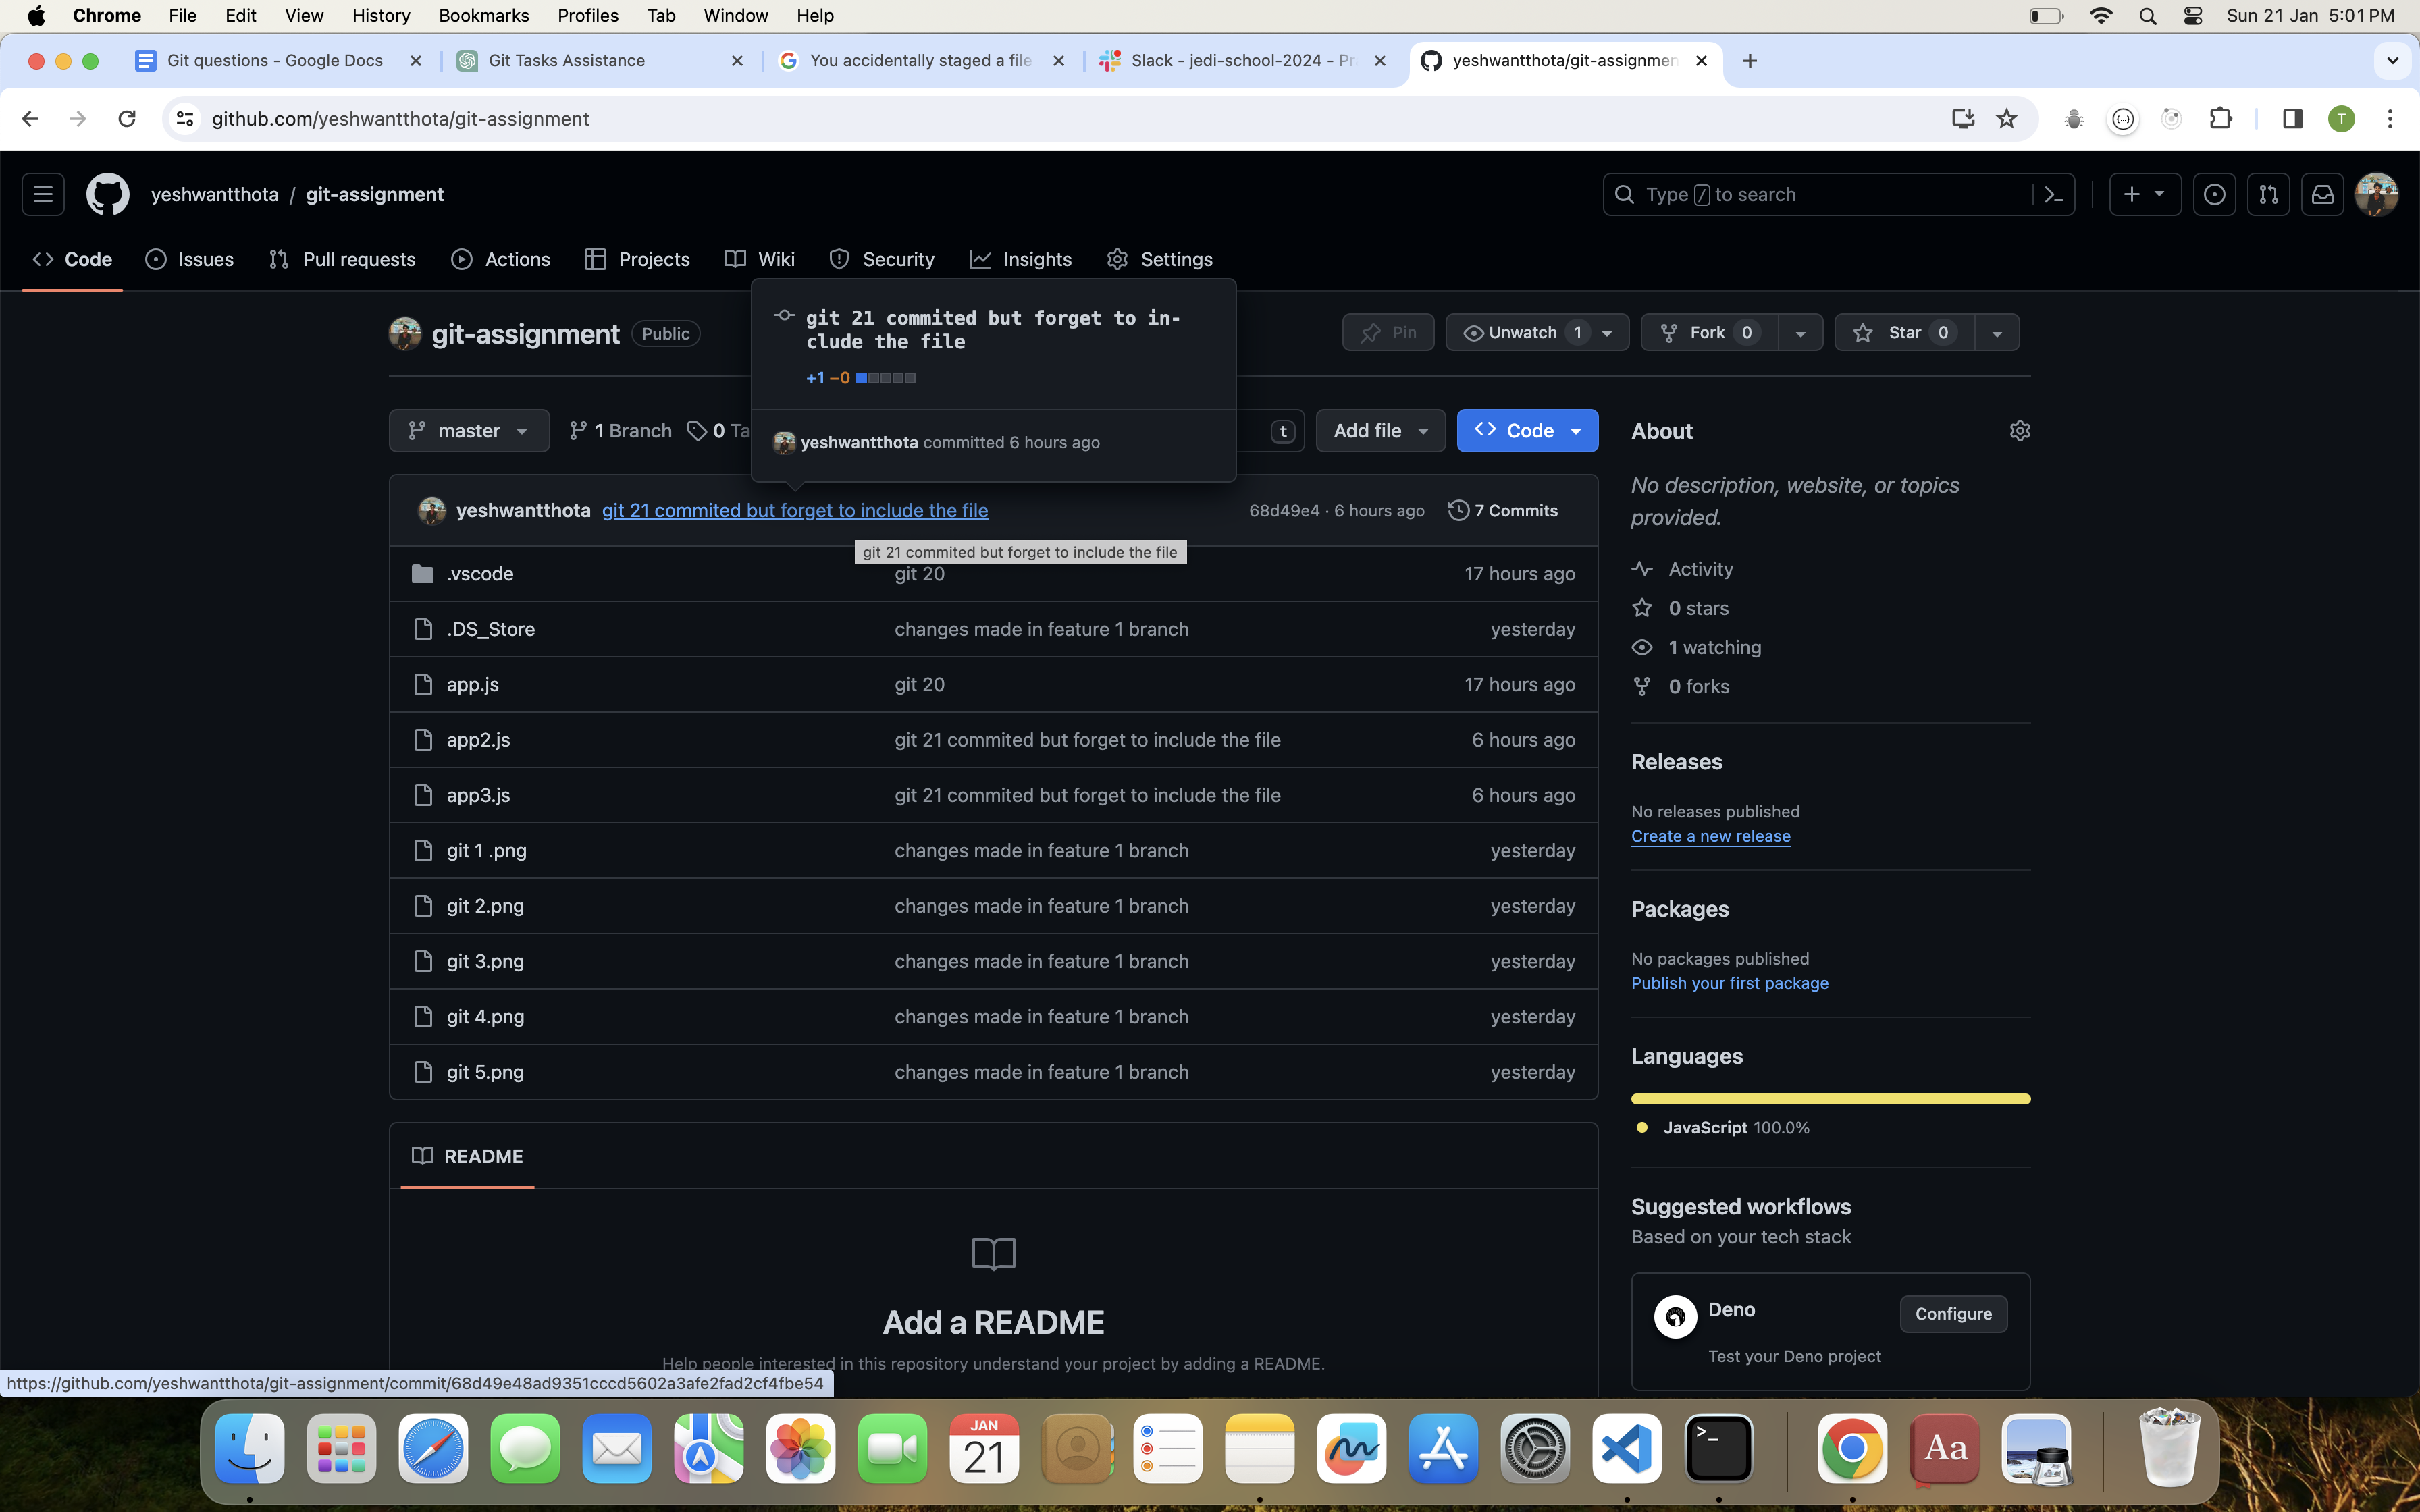 Chrome File Edit View History Bookmarks Profiles Tab Window Help
Sun 21 Jan 5:01 PM
Git questions - Google Docs
Git Tasks Assistance
You accidentally staged a file
Slack - jedi-school-2024 - Pr
yeshwantthota/git-assignmen
github.com/yeshwantthota/git-assignment
T
yeshwantthota / git-assignment
Type / to search
Code
Issues
Pull requests
Actions
Projects
Wiki
Security
Insights
Settings
git-assignment Public
Pin
Unwatch 1
Fork 0
Star 0
git 21 commited but forget to in-
clude the file
+1 −0
yeshwantthota committed 6 hours ago
master
1 Branch
0 Ta
t
Add file
Code
yeshwantthota git 21 commited but forget to include the file
68d49e4 · 6 hours ago
7 Commits
git 21 commited but forget to include the file
.vscode git 20 17 hours ago
.DS_Store changes made in feature 1 branch yesterday
app.js git 20 17 hours ago
app2.js git 21 commited but forget to include the file 6 hours ago
app3.js git 21 commited but forget to include the file 6 hours ago
git 1 .png changes made in feature 1 branch yesterday
git 2.png changes made in feature 1 branch yesterday
git 3.png changes made in feature 1 branch yesterday
git 4.png changes made in feature 1 branch yesterday
git 5.png changes made in feature 1 branch yesterday
README
Add a README
Help people interested in this repository understand your project by adding a README.
About
No description, website, or topics
provided.
Activity
0 stars
1 watching
0 forks
Releases
No releases published
Create a new release
Packages
No packages published
Publish your first package
Languages
JavaScript 100.0%
Suggested workflows
Based on your tech stack
Deno
Configure
Test your Deno project
https://github.com/yeshwantthota/git-assignment/commit/68d49e48ad9351cccd5602a3afe2fad2cf4fbe54
JAN
21
>_
Aa